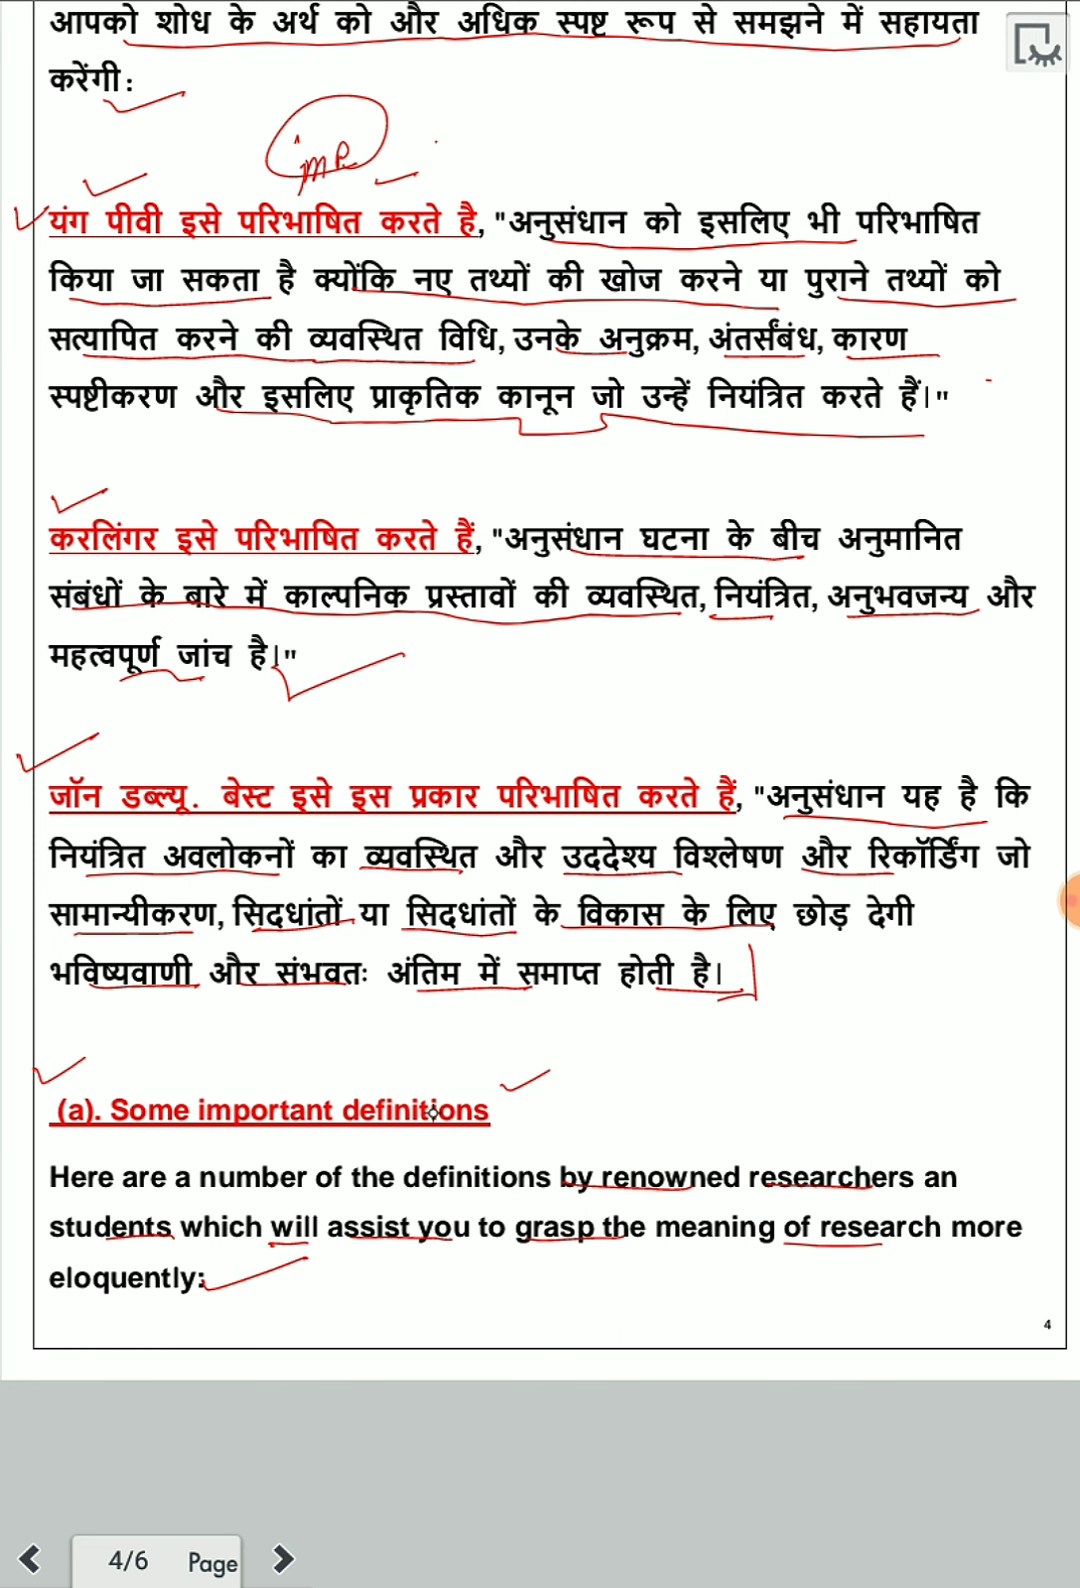 आपको शोध के अर्थ को और अधिक स्पष्ट रूप से समझने में सहायता
करेंगी:
imp
यंग पीवी इसे परिभाषित करते है, "अनुसंधान को इसलिए भी परिभाषित
किया जा सकता है क्योंकि नए तथ्यों की खोज करने या पुराने तथ्यों को
सत्यापित करने की व्यवस्थित विधि, उनके अनुक्रम, अंतर्संबंध, कारण
स्पष्टीकरण और इसलिए प्राकृतिक कानून जो उन्हें नियंत्रित करते हैं।"
करलिंगर इसे परिभाषित करते हैं, "अनुसंधान घटना के बीच अनुमानित
संबंधों के बारे में काल्पनिक प्रस्तावों की व्यवस्थित, नियंत्रित, अनुभवजन्य और
महत्वपूर्ण जांच है।"
जॉन डब्ल्यू. बेस्ट इसे इस प्रकार परिभाषित करते हैं, "अनुसंधान यह है कि
नियंत्रित अवलोकनों का व्यवस्थित और उददेश्य विश्लेषण और रिकॉर्डिंग जो
सामान्यीकरण, सिदधांतों या सिदधांतों के विकास के लिए छोड़ देगी
भविष्यवाणी और संभवतः अंतिम में समाप्त होती है।
(a). Some important definitions
Here are a number of the definitions by renowned researchers an
students which will assist you to grasp the meaning of research more
eloquently:
4
4/6 Page